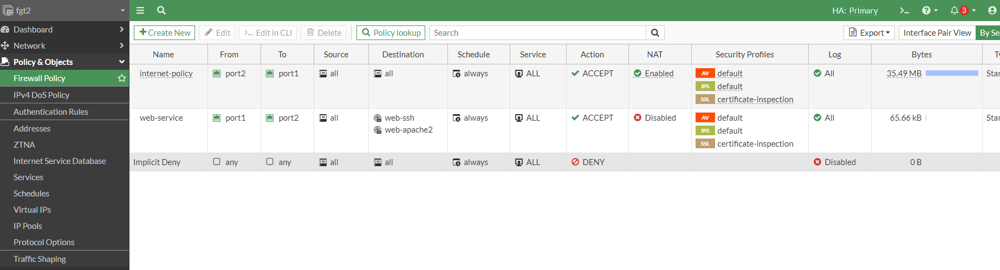 fgt2
HA: Primary
3
Dashboard
Network
Policy & Objects
Firewall Policy
IPv4 DoS Policy
Authentication Rules
Addresses
ZTNA
Internet Service Database
Services
Schedules
Virtual IPs
IP Pools
Protocol Options
Traffic Shaping
Create New Edit Edit in CLI Delete Policy lookup Search Export Interface Pair View By Se
Name From To Source Destination Schedule Service Action NAT Security Profiles Log Bytes Ty
internet-policy port2 port1 all all always ALL ACCEPT Enabled AV default All 35.49 MB Star
IPS default
SSL certificate-inspection
web-service port1 port2 all web-ssh always ALL ACCEPT Disabled AV default All 65.66 kB Star
web-apache2 IPS default
SSL certificate-inspection
Implicit Deny any any all all always ALL DENY Disabled 0 B